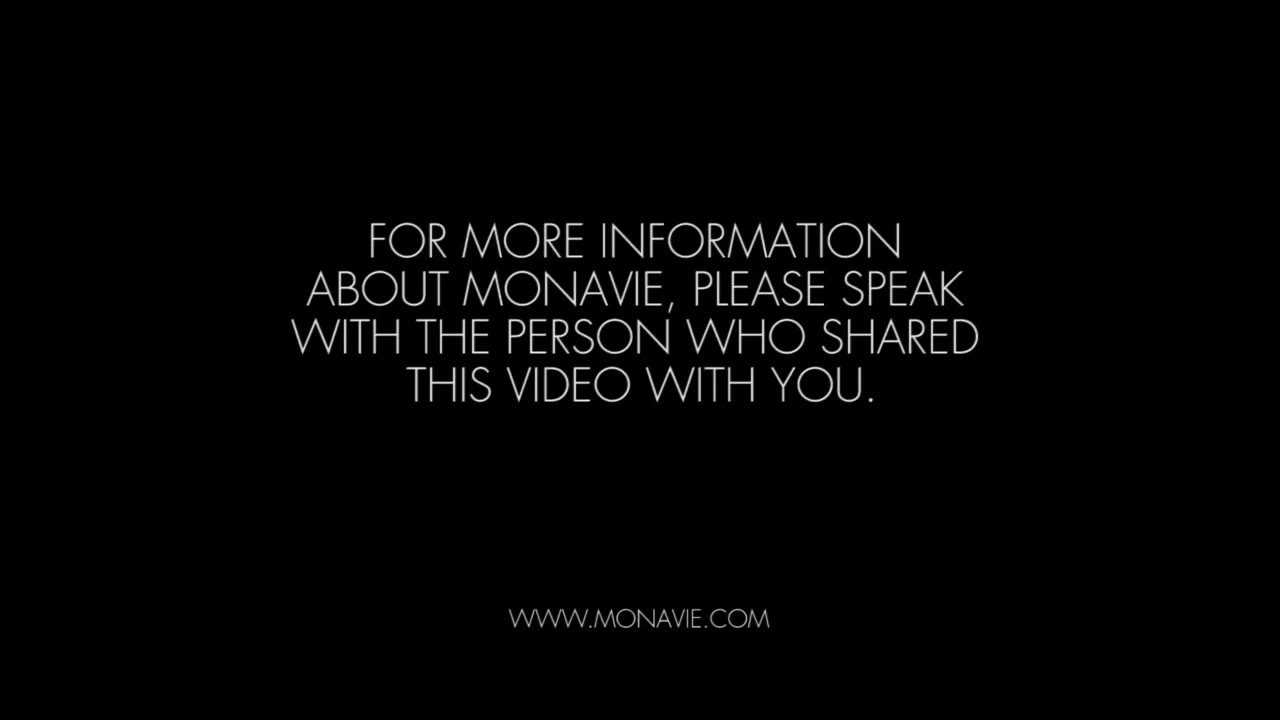 FOR MORE INFORMATION
ABOUT MONAVIE, PLEASE SPEAK
WITH THE PERSON WHO SHARED
THIS VIDEO WITH YOU.
WWW.MONAVIE.COM